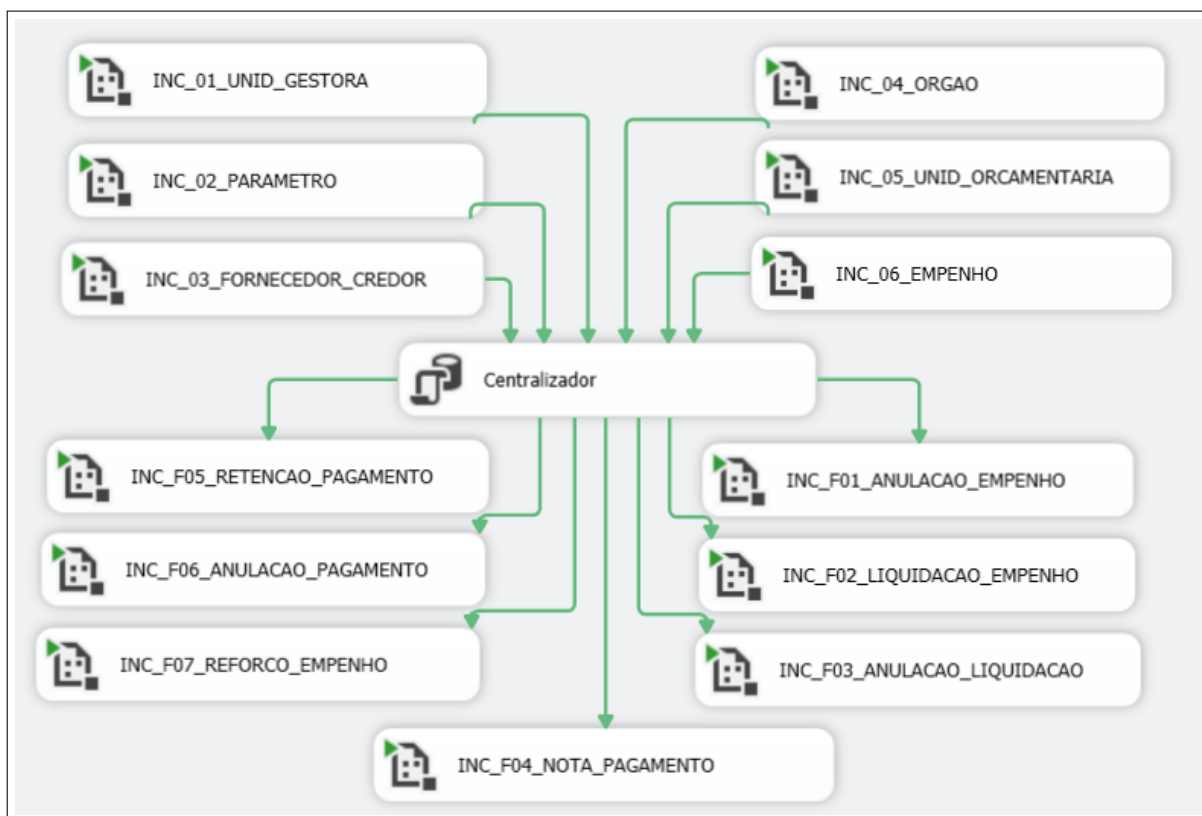 INC_01_UNID_GESTORA
INC_04_ORGAO
INC_02_PARAMETRO
INC_05_UNID_ORCAMENTARIA
INC_03_FORNECEDOR_CREDOR
INC_06_EMPENHO
Centralizador
INC_F05_RETENCAO_PAGAMENTO
INC_F01_ANULACAO_EMPENHO
INC_F06_ANULACAO_PAGAMENTO
INC_F02_LIQUIDACAO_EMPENHO
INC_F07_REFORCO_EMPENHO
INC_F03_ANULACAO_LIQUIDACAO
INC_F04_NOTA_PAGAMENTO